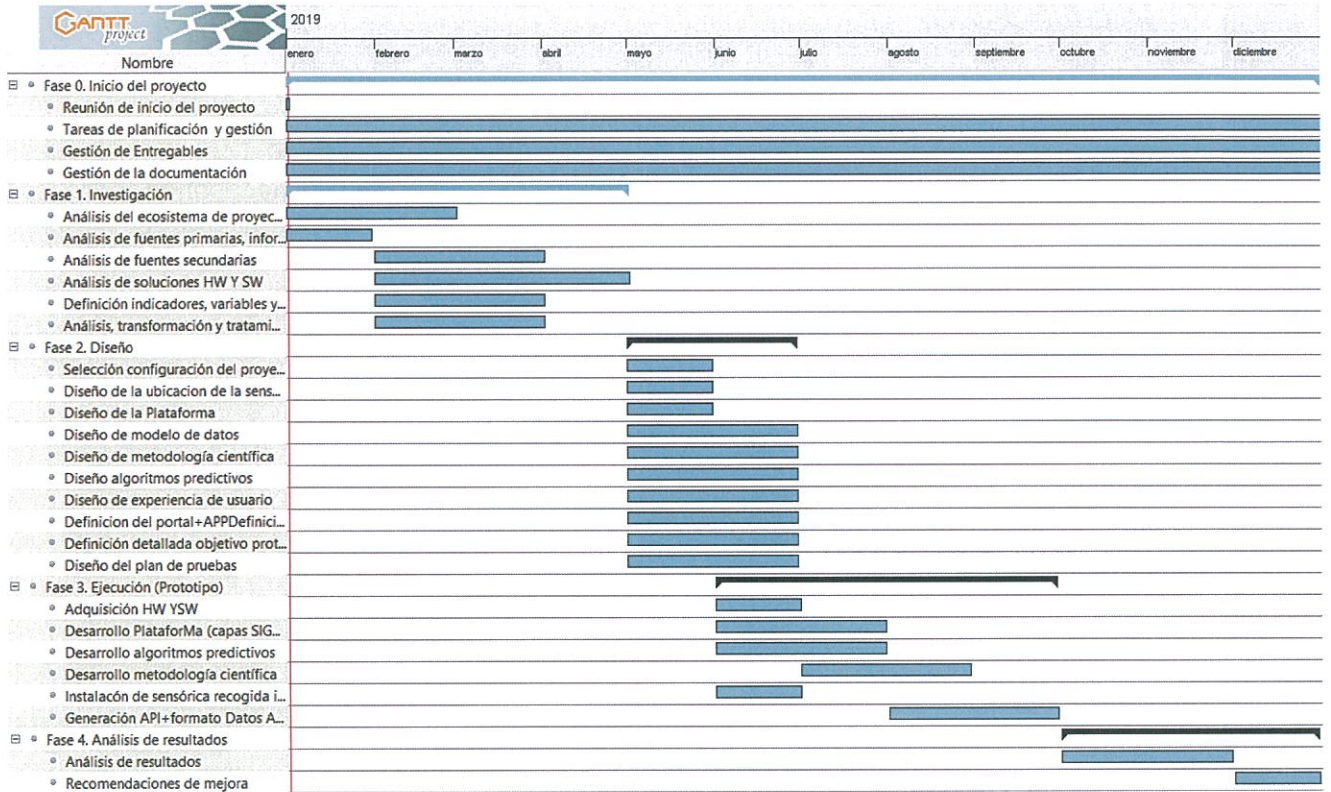 GANTT
project
2019
enero febrero marzo abril mayo junio julio agosto septiembre octubre noviembre diciembre
Nombre
Fase 0. Inicio del proyecto
Reunión de inicio del proyecto
Tareas de planificación y gestión
Gestión de Entregables
Gestión de la documentación
Fase 1. Investigación
Análisis del ecosistema de proyec...
Análisis de fuentes primarias, infor...
Análisis de fuentes secundarias
Análisis de soluciones HW Y SW
Definición indicadores, variables y...
Análisis, transformación y tratami...
Fase 2. Diseño
Selección configuración del proye...
Diseño de la ubicacion de la sens...
Diseño de la Plataforma
Diseño de modelo de datos
Diseño de metodología científica
Diseño algoritmos predictivos
Diseño de experiencia de usuario
Definicion del portal+APPDefinici...
Definición detallada objetivo prot...
Diseño del plan de pruebas
Fase 3. Ejecución (Prototipo)
Adquisición HW YSW
Desarrollo PlataforMa (capas SIG...
Desarrollo algoritmos predictivos
Desarrollo metodología científica
Instalacón de sensórica recogida i...
Generación API+formato Datos A...
Fase 4. Análisis de resultados
Análisis de resultados
Recomendaciones de mejora